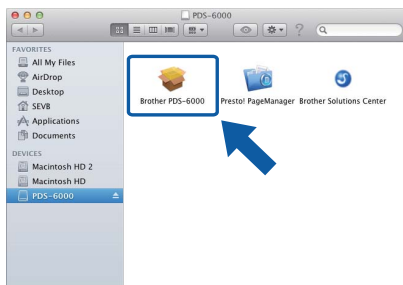 PDS-6000
FAVORITES
All My Files
AirDrop
Desktop
SEVB
Applications
Documents
DEVICES
Macintosh HD 2
Macintosh HD
PDS-6000
Brother PDS-6000
Presto! PageManager
Brother Solutions Center